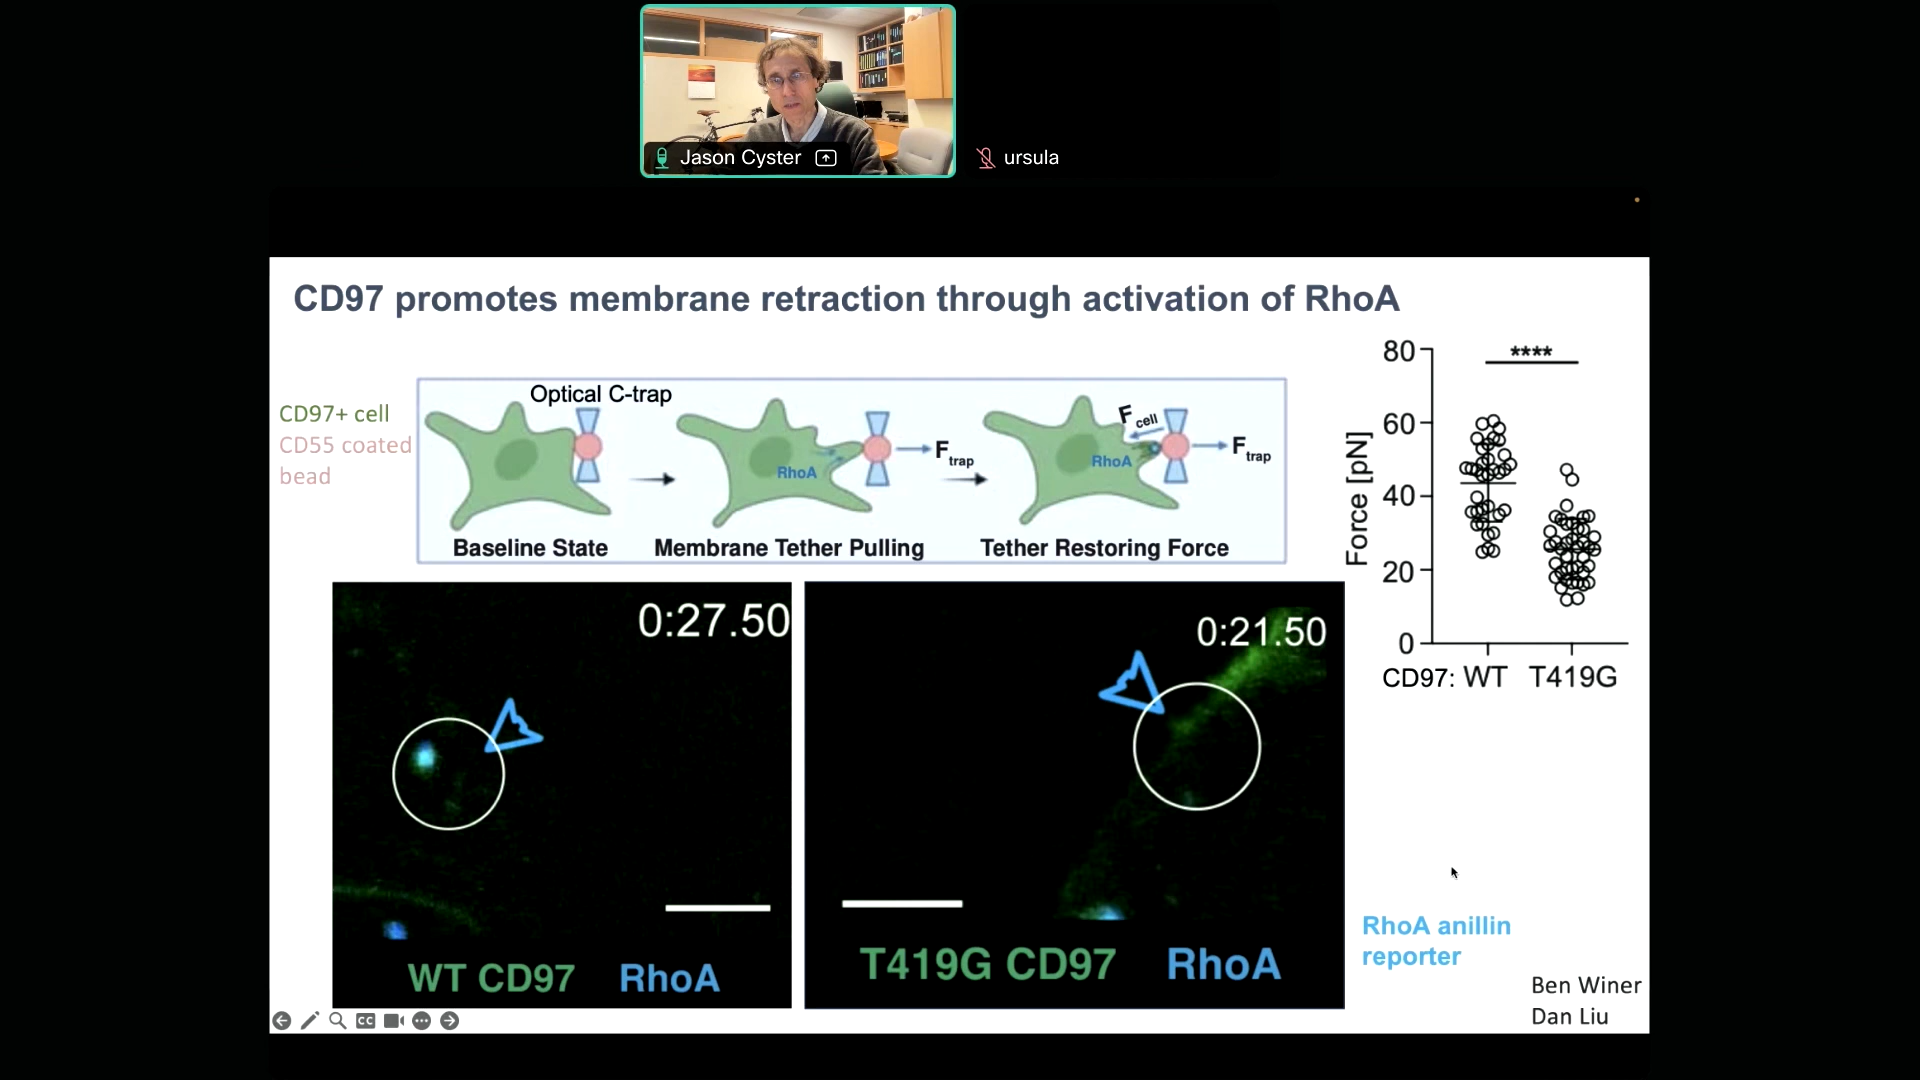 Jason Cyster
ursula
CD97 promotes membrane retraction through activation of RhoA
CD97+ cell
CD55 coated
bead
Optical C-trap
RhoA
F trap
RhoA
F cell
F trap
Baseline State
Membrane Tether Pulling
Tether Restoring Force
****
80
60
40
20
0
Force [pN]
CD97: WT T419G
0:27.50
WT CD97 RhoA
0:21.50
T419G CD97 RhoA
RhoA anillin
reporter
Ben Winer
Dan Liu
CC